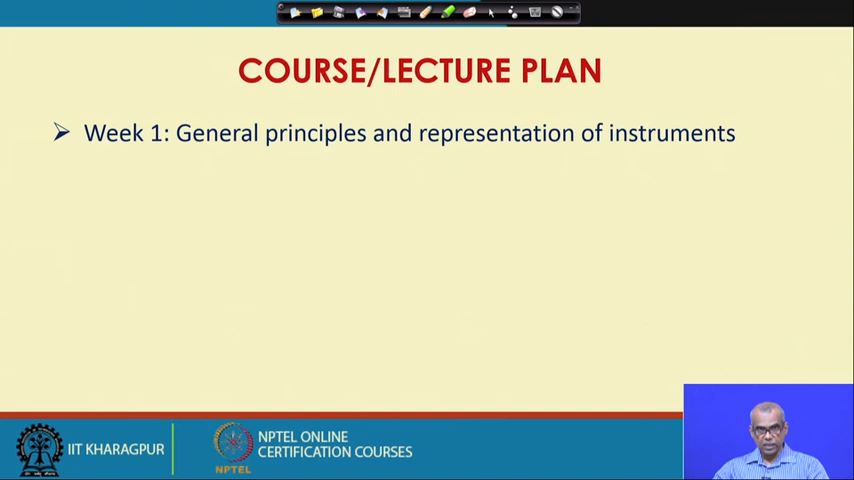 COURSE/LECTURE PLAN
➢ Week 1: General principles and representation of instruments
IIT KHARAGPUR
NPTEL
NPTEL ONLINE
CERTIFICATION COURSES